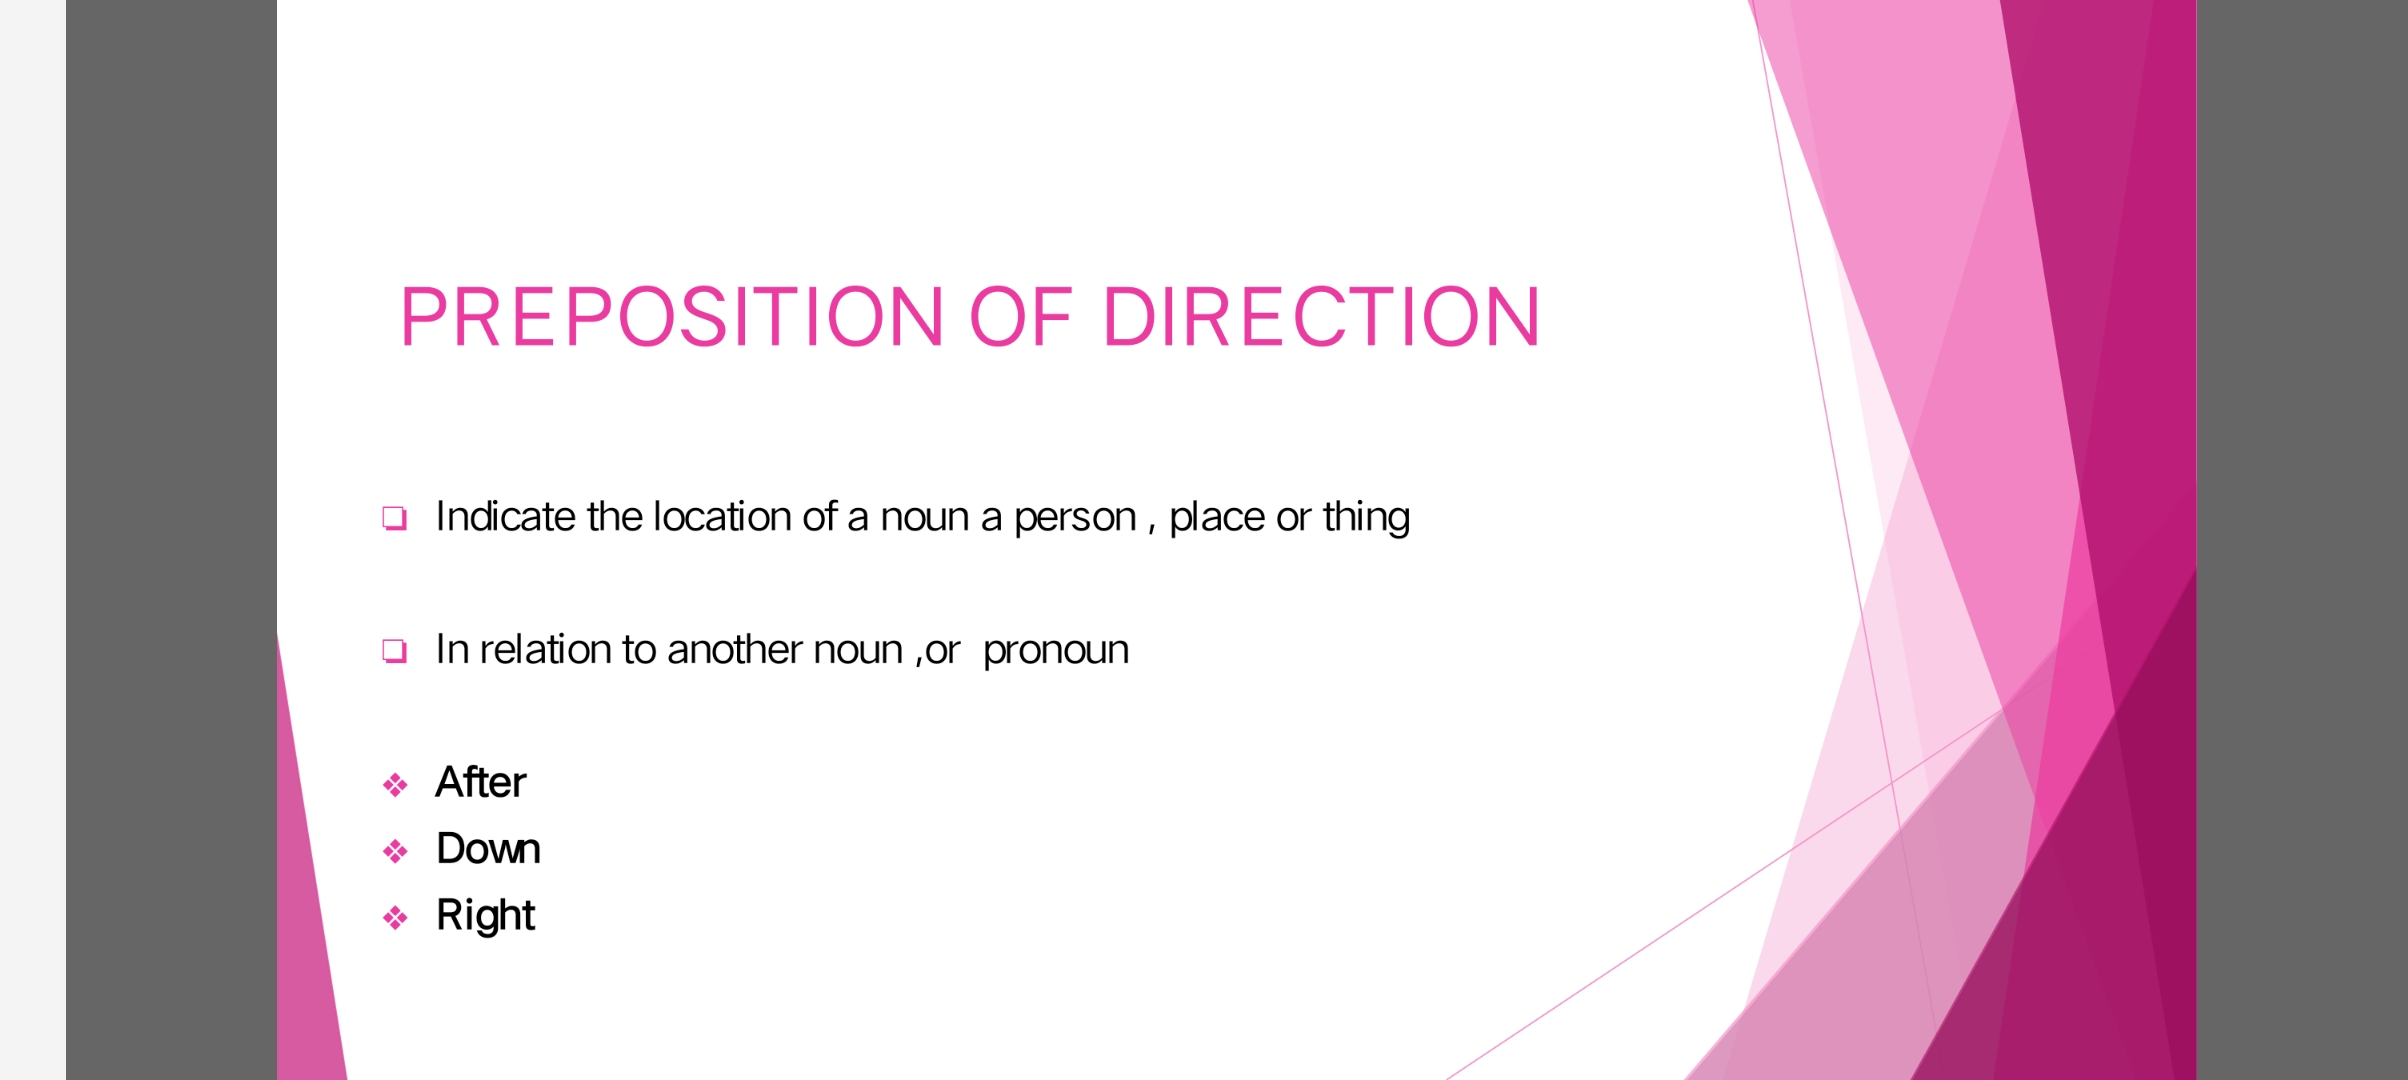 PREPOSITION OF DIRECTION
Indicate the location of a noun a person , place or thing
In relation to another noun ,or  pronoun
After
Down
Right